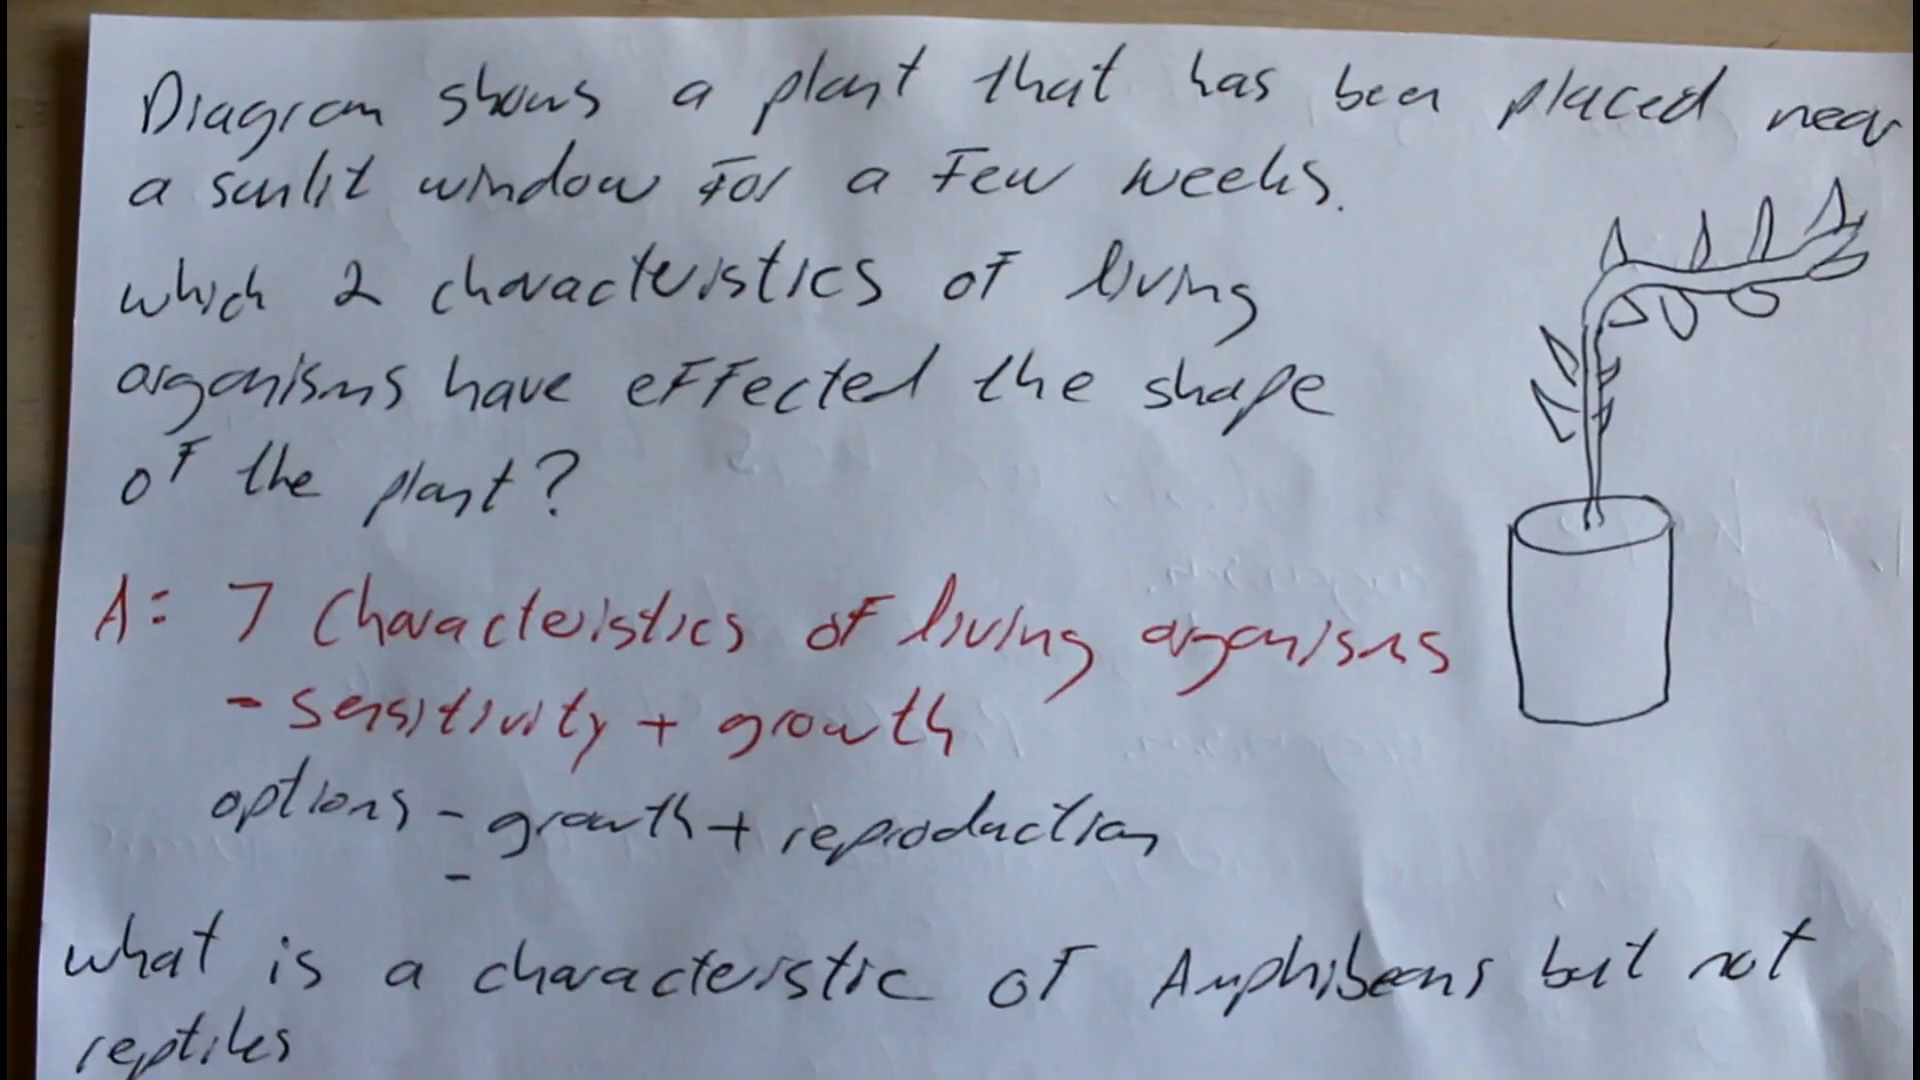 Diagram shows a plant that has been placed near
a sunlit window for a few weeks.
which 2 characteristics of living
organisms have effected the shape
of the plant?
A: 7 Characteristics of living organisms
- sensitivity + growth
options - growth + reproduction
-
what is a characteristic of Amphibeans but not
reptiles